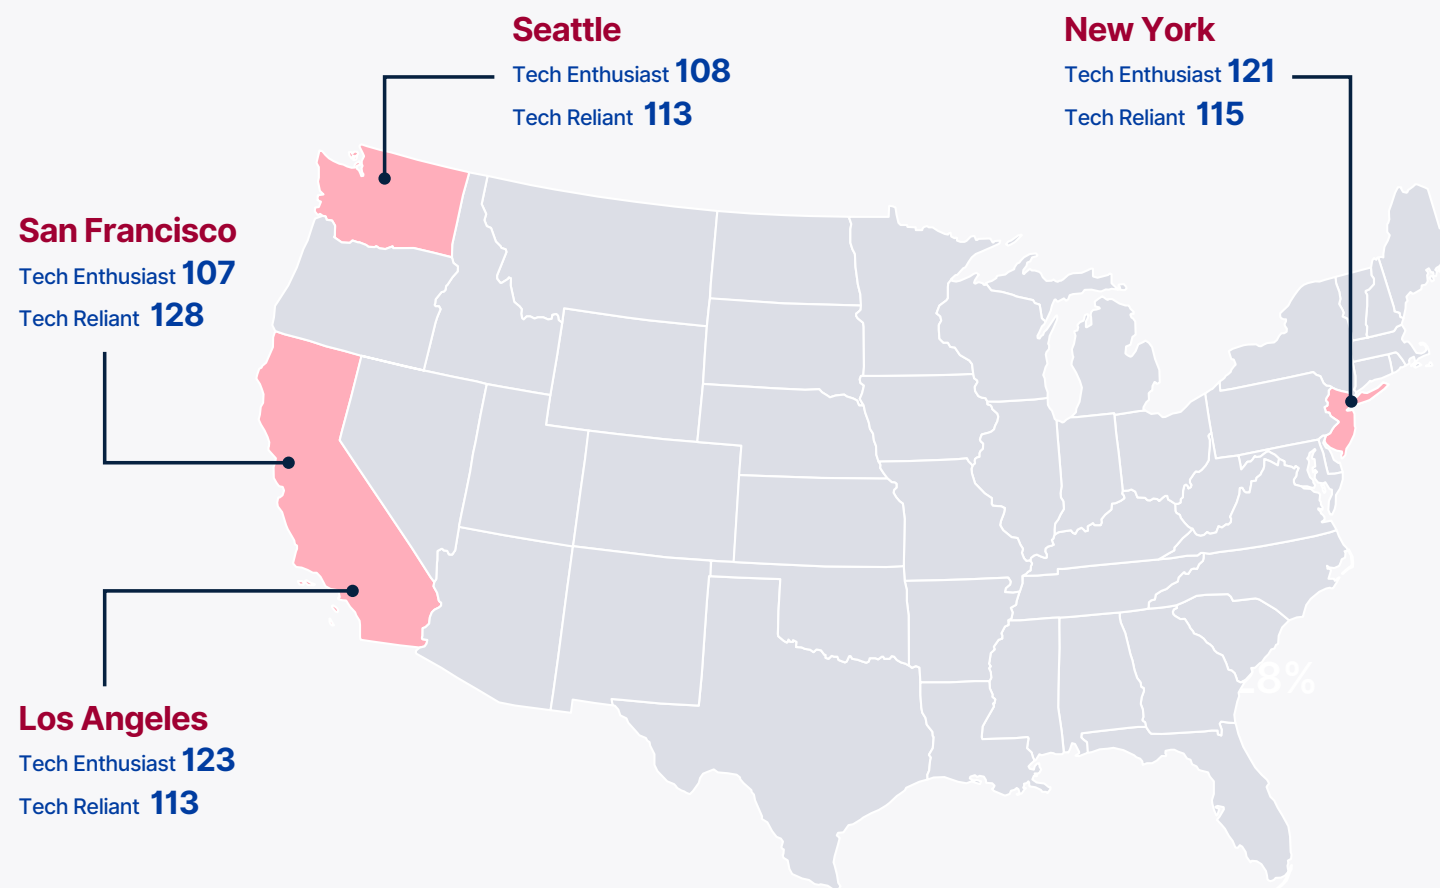 Seattle
Tech Enthusiast 108
Tech Reliant 113
New York
Tech Enthusiast 121
Tech Reliant 115
San Francisco
Tech Enthusiast 107
Tech Reliant 128
Los Angeles
Tech Enthusiast 123
Tech Reliant 113